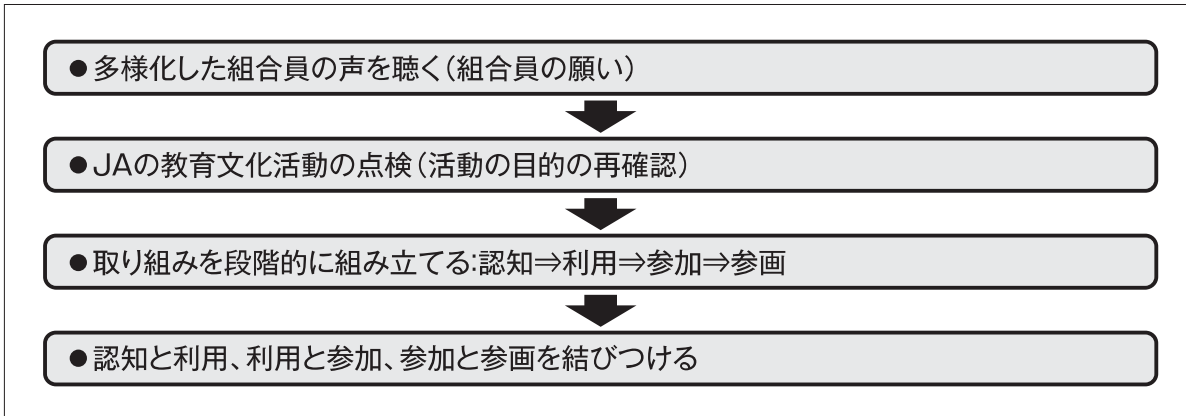 ●多様化した組合員の声を聴く(組合員の願い)
●JAの教育文化活動の点検(活動の目的の再確認)
●取り組みを段階的に組み立てる:認知⇒利用⇒参加⇒参画
●認知と利用、利用と参加、参加と参画を結びつける